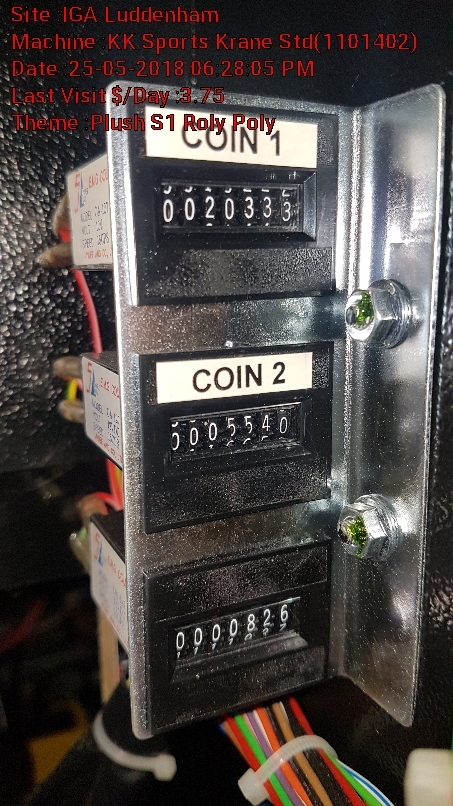 Site IGA Luddenham
Machine :KK Sports Krane Std(1101402)
Date :25-05-2018 06:28:05 PM
Last Visit $/Day :3.75
Theme :Plush S1 Roly Poly
COIN 1
0020333
COIN 2
0005540
0000826